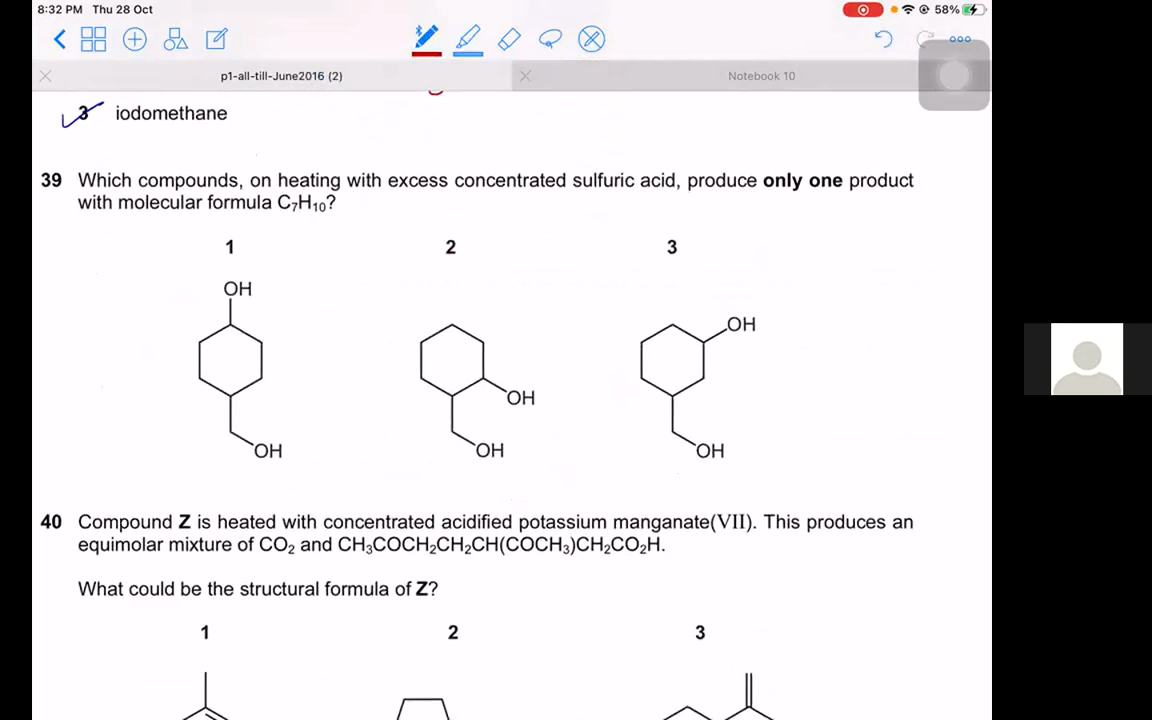 8:32 PM Thu 28 Oct
58%
p1-all-till-June2016 (2)
Notebook 10
3 iodomethane
39 Which compounds, on heating with excess concentrated sulfuric acid, produce only one product
with molecular formula C₇H₁₀?
1 2 3
OH
OH
OH
OH
OH
OH
40 Compound Z is heated with concentrated acidified potassium manganate(VII). This produces an
equimolar mixture of CO₂ and CH₃COCH₂CH₂CH(COCH₃)CH₂CO₂H.
What could be the structural formula of Z?
1 2 3